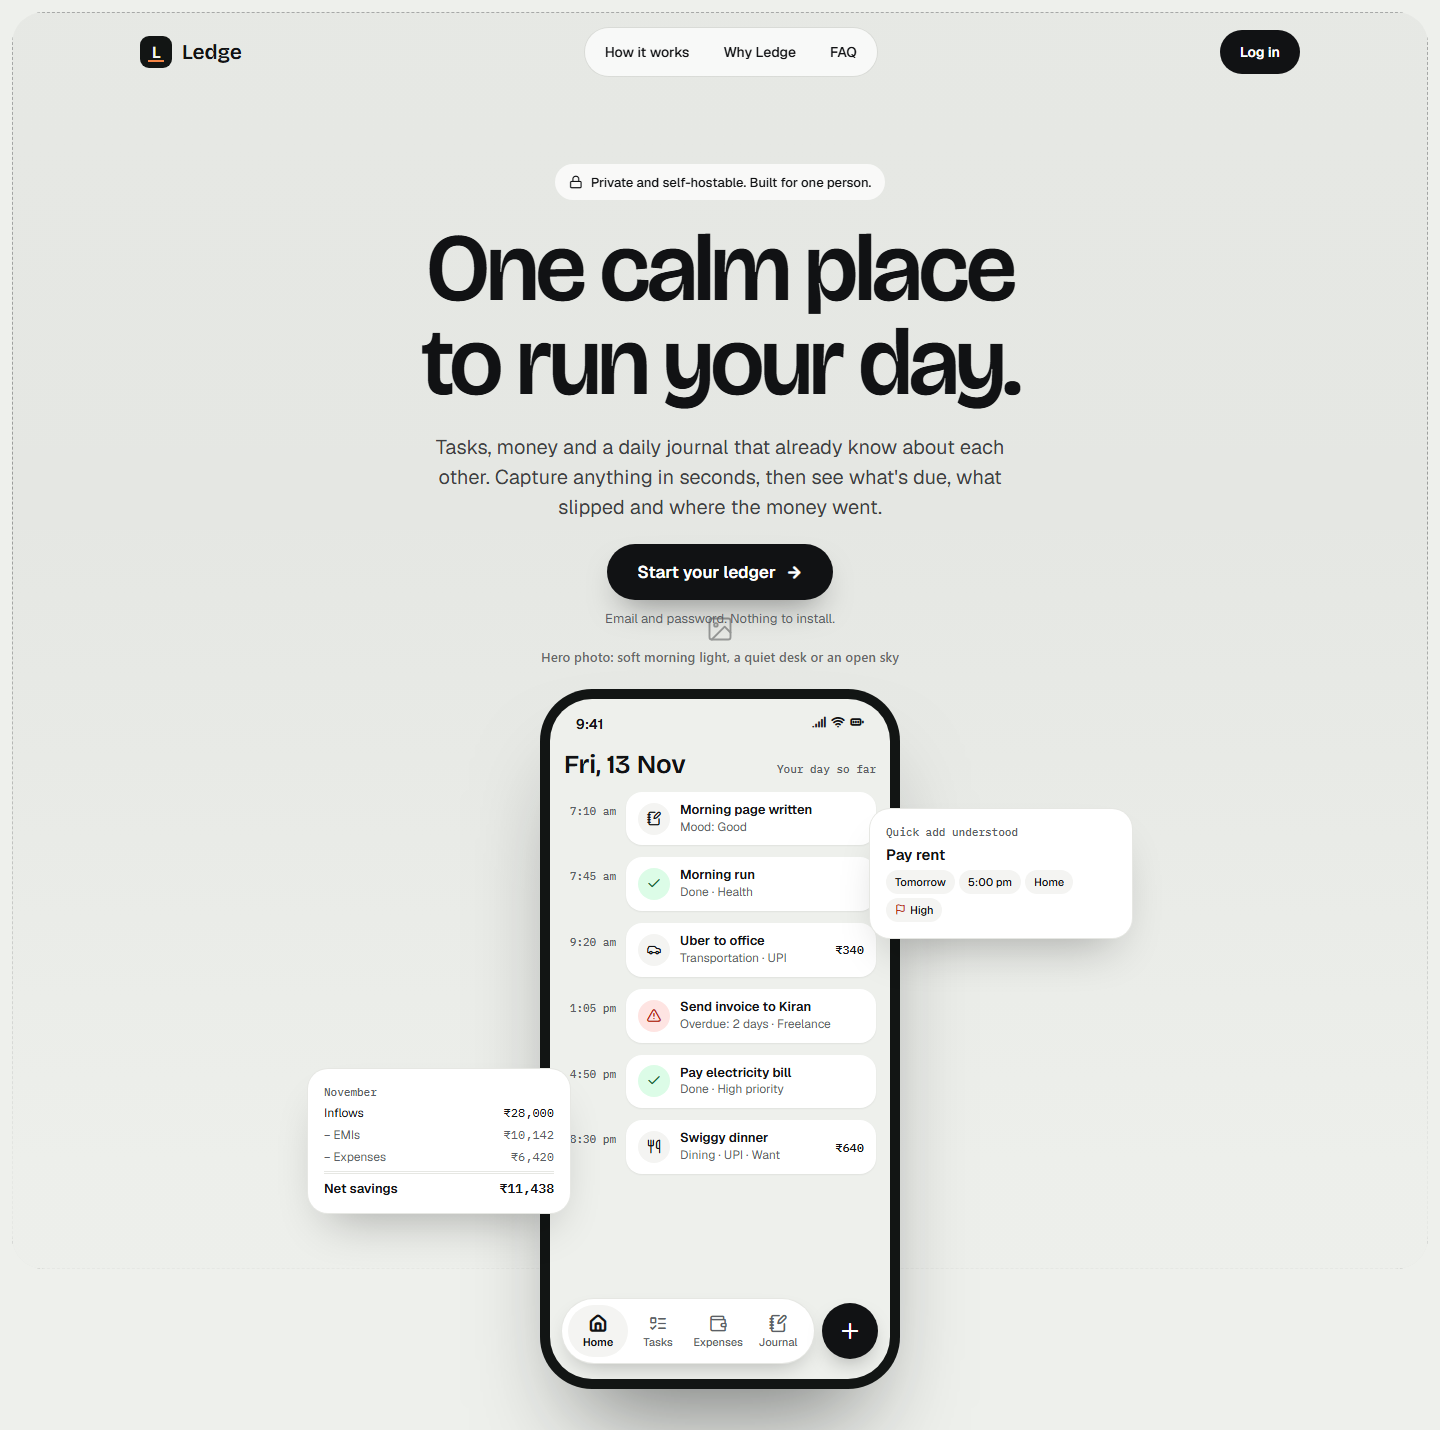 L Ledge
How it works Why Ledge FAQ
Log in
Private and self-hostable. Built for one person.
One calm place
to run your day.
Tasks, money and a daily journal that already know about each
other. Capture anything in seconds, then see what's due, what
slipped and where the money went.
Start your ledger →
Email and password. Nothing to install.
Hero photo: soft morning light, a quiet desk or an open sky
9:41
Fri, 13 Nov Your day so far
7:10 am Morning page written
Mood: Good
7:45 am Morning run
Done · Health
9:20 am Uber to office ₹340
Transportation · UPI
1:05 pm Send invoice to Kiran
Overdue: 2 days · Freelance
4:50 pm Pay electricity bill
Done · High priority
8:30 pm Swiggy dinner ₹640
Dining · UPI · Want
Quick add understood
Pay rent
Tomorrow 5:00 pm Home
High
November
Inflows ₹28,000
– EMIs ₹10,142
– Expenses ₹6,420
Net savings ₹11,438
Home Tasks Expenses Journal